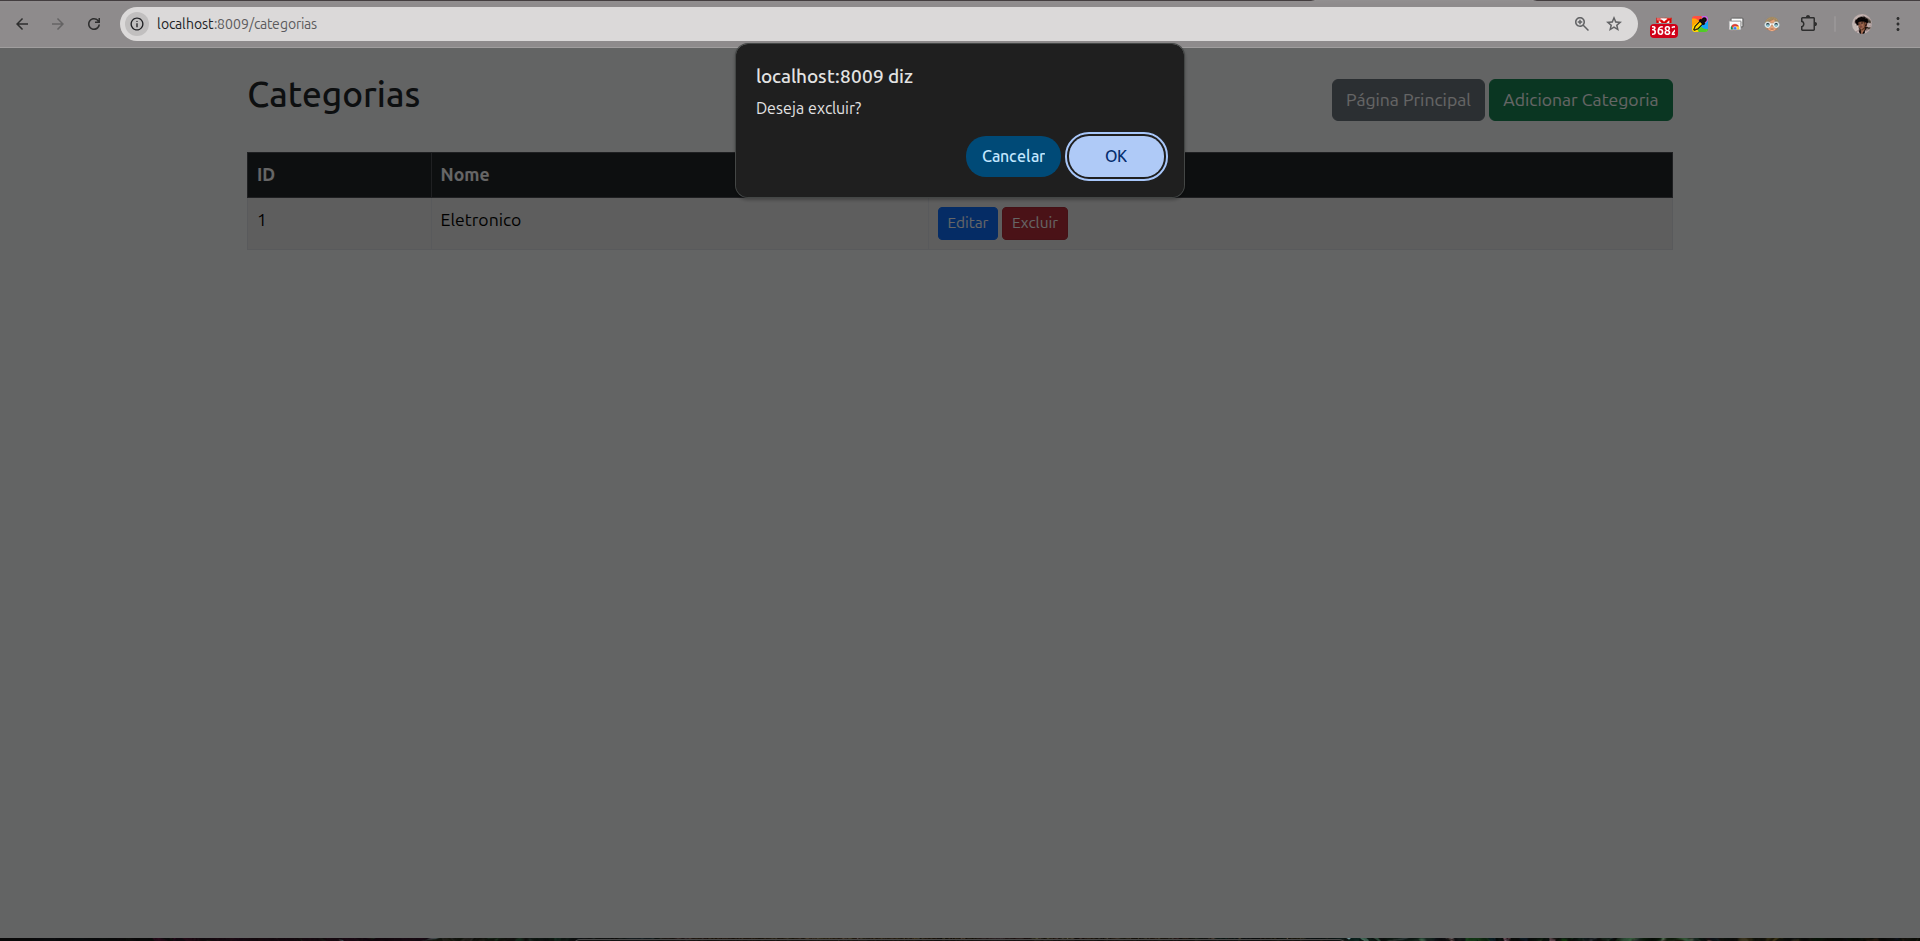 localhost:8009/categorias
3682
localhost:8009 diz
Deseja excluir?
Cancelar
OK
Categorias
Página Principal
Adicionar Categoria
ID
Nome
1
Eletronico
Editar
Excluir